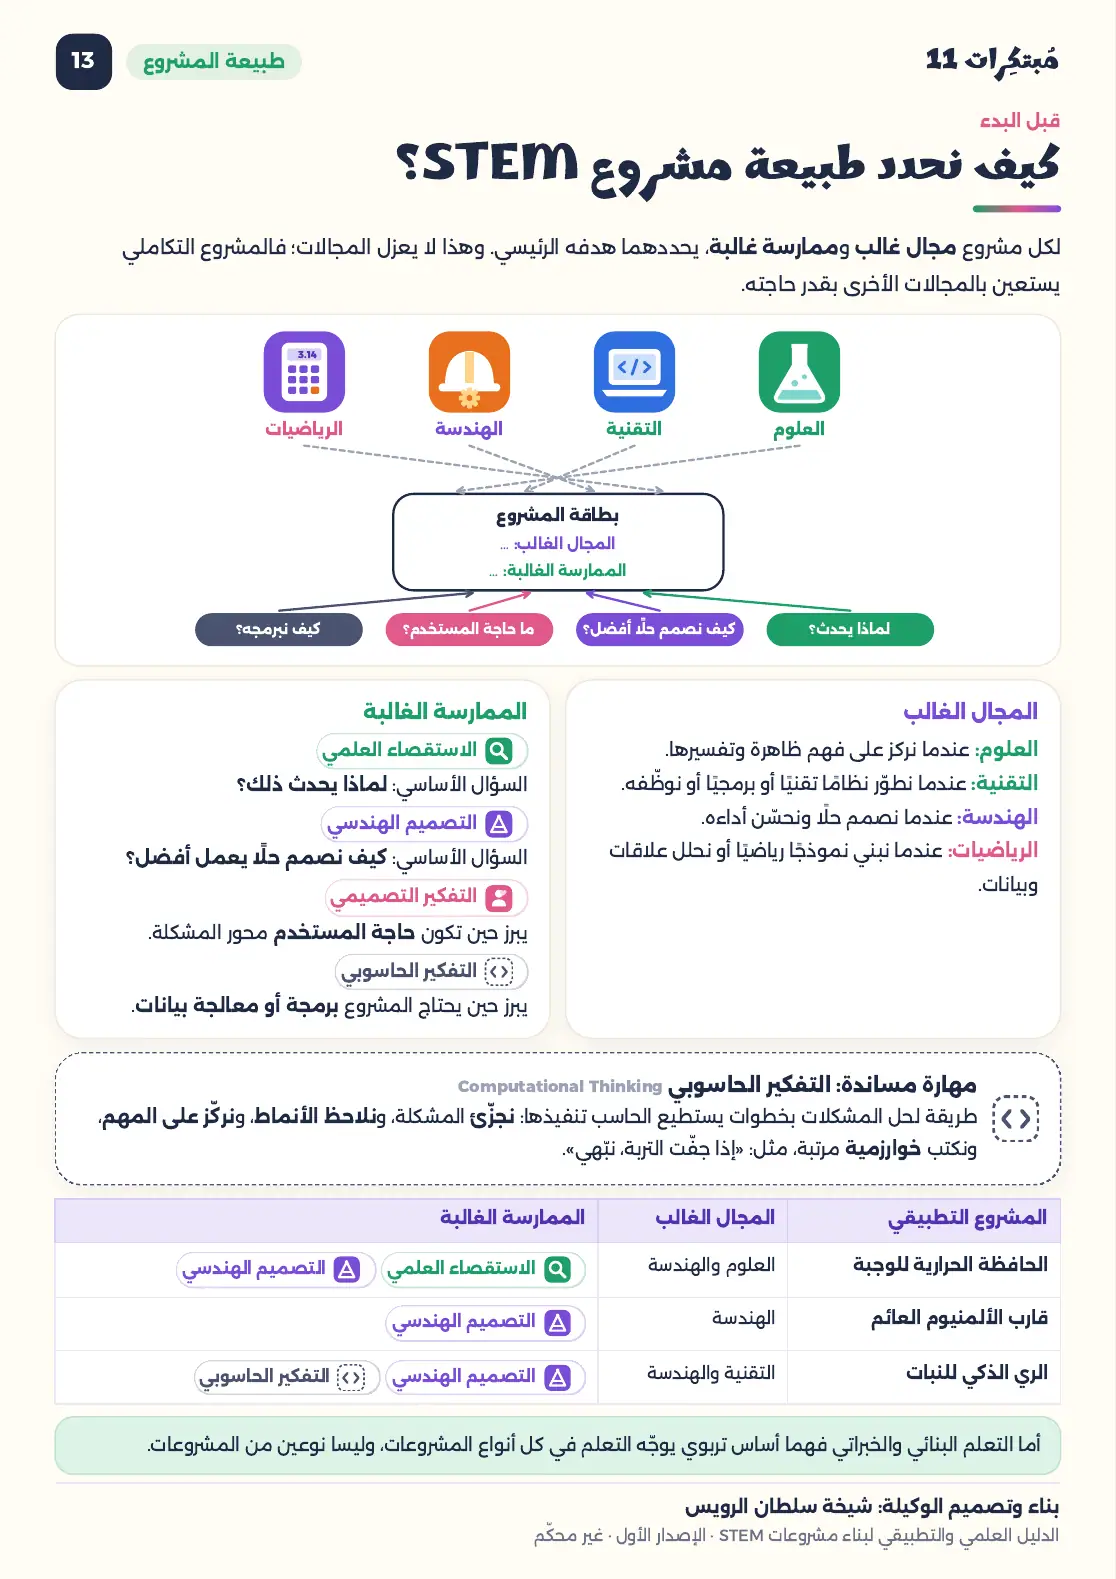 مُبتكِرات 11
طبيعة المشروع
13
قبل البدء
كيف نحدد طبيعة مشروع STEM؟
لكل مشروع مجال غالب وممارسة غالبة، يحددهما هدفه الرئيسي. وهذا لا يعزل المجالات؛ فالمشروع التكاملي
يستعين بالمجالات الأخرى بقدر حاجته.
3.14
العلوم
التقنية
الهندسة
الرياضيات
بطاقة المشروع
المجال الغالب: ...
الممارسة الغالبة: ...
لماذا يحدث؟
كيف نصمم حلًا أفضل؟
ما حاجة المستخدم؟
كيف نبرمجه؟
المجال الغالب
العلوم: عندما نركز على فهم ظاهرة وتفسيرها.
التقنية: عندما نطوّر نظامًا تقنيًا أو برمجيًا أو نوظّفه.
الهندسة: عندما نصمم حلًا ونحسّن أداءه.
الرياضيات: عندما نبني نموذجًا رياضيًا أو نحلل علاقات
وبيانات.
الممارسة الغالبة
الاستقصاء العلمي
السؤال الأساسي: لماذا يحدث ذلك؟
التصميم الهندسي
السؤال الأساسي: كيف نصمم حلًا يعمل أفضل؟
التفكير التصميمي
يبرز حين تكون حاجة المستخدم محور المشكلة.
التفكير الحاسوبي
يبرز حين يحتاج المشروع برمجة أو معالجة بيانات.
مهارة مساندة: التفكير الحاسوبي Computational Thinking
طريقة لحل المشكلات بخطوات يستطيع الحاسب تنفيذها: نجزّئ المشكلة، ونلاحظ الأنماط، ونركّز على المهم،
ونكتب خوارزمية مرتبة، مثل: «إذا جفّت التربة، نبّهي».
المشروع التطبيقي المجال الغالب الممارسة الغالبة
الحافظة الحرارية للوجبة العلوم والهندسة الاستقصاء العلمي التصميم الهندسي
قارب الألمنيوم العائم الهندسة التصميم الهندسي
الري الذكي للنبات التقنية والهندسة التصميم الهندسي التفكير الحاسوبي
أما التعلم البنائي والخبراتي فهما أساس تربوي يوجّه التعلم في كل أنواع المشروعات، وليسا نوعين من المشروعات.
بناء وتصميم الوكيلة: شيخة سلطان الرويس
الدليل العلمي والتطبيقي لبناء مشروعات STEM · الإصدار الأول · غير محكّم